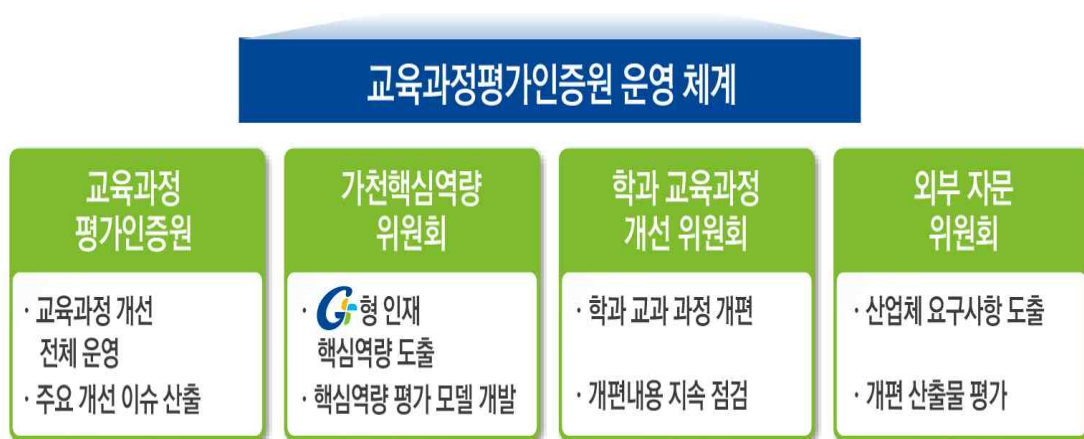 교육과정평가인증원 운영 체계
교육과정
평가인증원
· 교육과정 개선
전체 운영
· 주요 개선 이슈 산출
가천핵심역량
위원회
· G형 인재
핵심역량 도출
· 핵심역량 평가 모델 개발
학과 교육과정
개선 위원회
· 학과 교과 과정 개편
· 개편내용 지속 점검
외부 자문
위원회
· 산업체 요구사항 도출
· 개편 산출물 평가